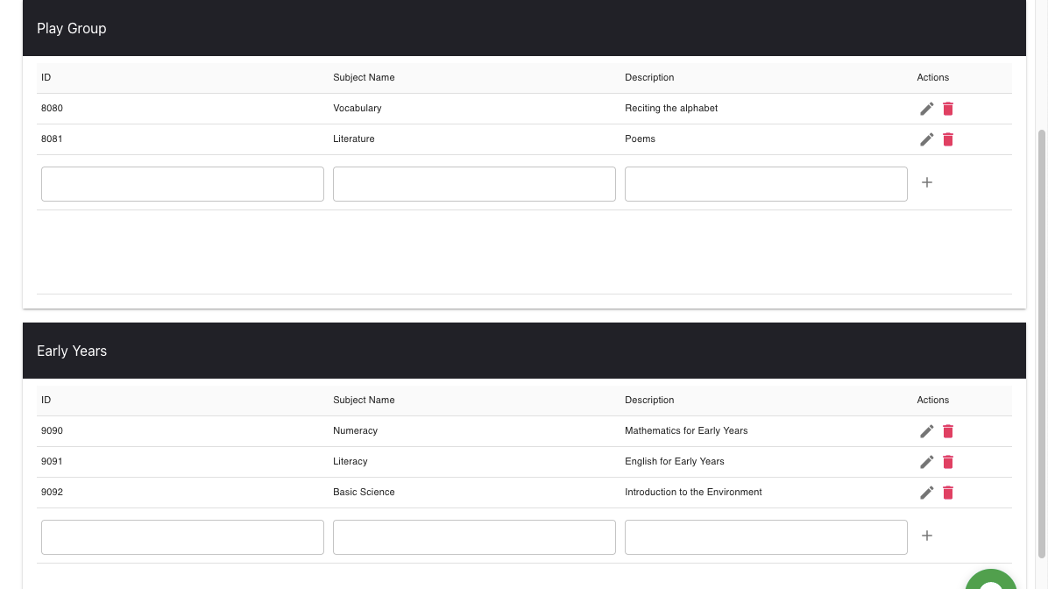 Play Group
ID Subject Name Description Actions
8080 Vocabulary Reciting the alphabet
8081 Literature Poems
Early Years
ID Subject Name Description Actions
9090 Numeracy Mathematics for Early Years
9091 Literacy English for Early Years
9092 Basic Science Introduction to the Environment